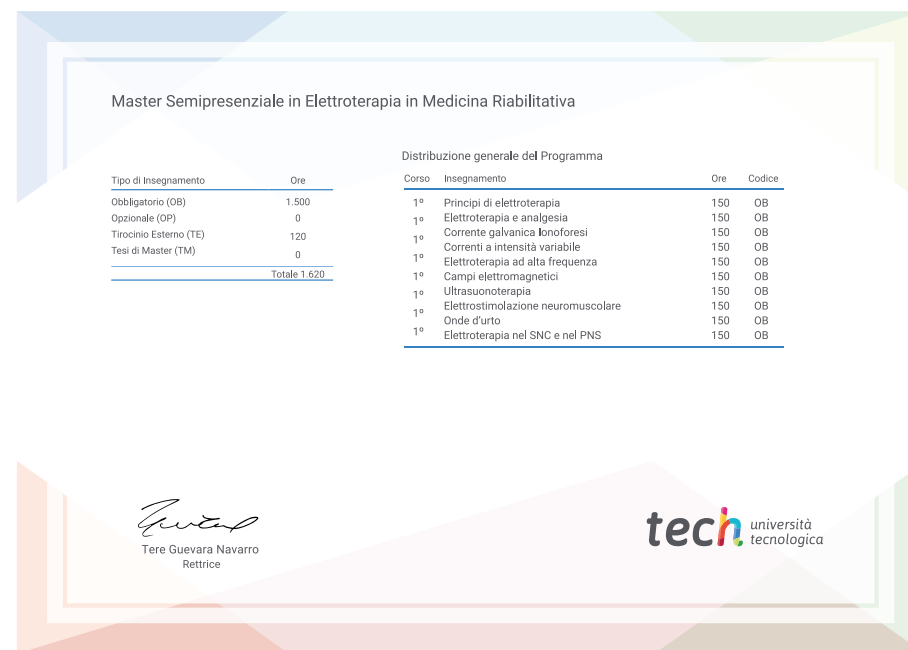 Master Semipresenziale in Elettroterapia in Medicina Riabilitativa
Tipo di Insegnamento Ore
Obbligatorio (OB) 1.500
Opzionale (OP) 0
Tirocinio Esterno (TE) 120
Tesi di Master (TM) 0
Totale 1.620
Distribuzione generale del Programma
Corso Insegnamento Ore Codice
1º Principi di elettroterapia 150 OB
1º Elettroterapia e analgesia 150 OB
1º Corrente galvanica Ionoforesi 150 OB
1º Correnti a intensità variabile 150 OB
Elettroterapia ad alta frequenza 150 OB
1º Campi elettromagnetici 150 OB
1º Ultrasuonoterapia 150 OB
1º Elettrostimolazione neuromuscolare 150 OB
1º Onde d'urto 150 OB
1º Elettroterapia nel SNC e nel PNS 150 OB
Tere Guevara Navarro
Rettrice
tech università
tecnologica